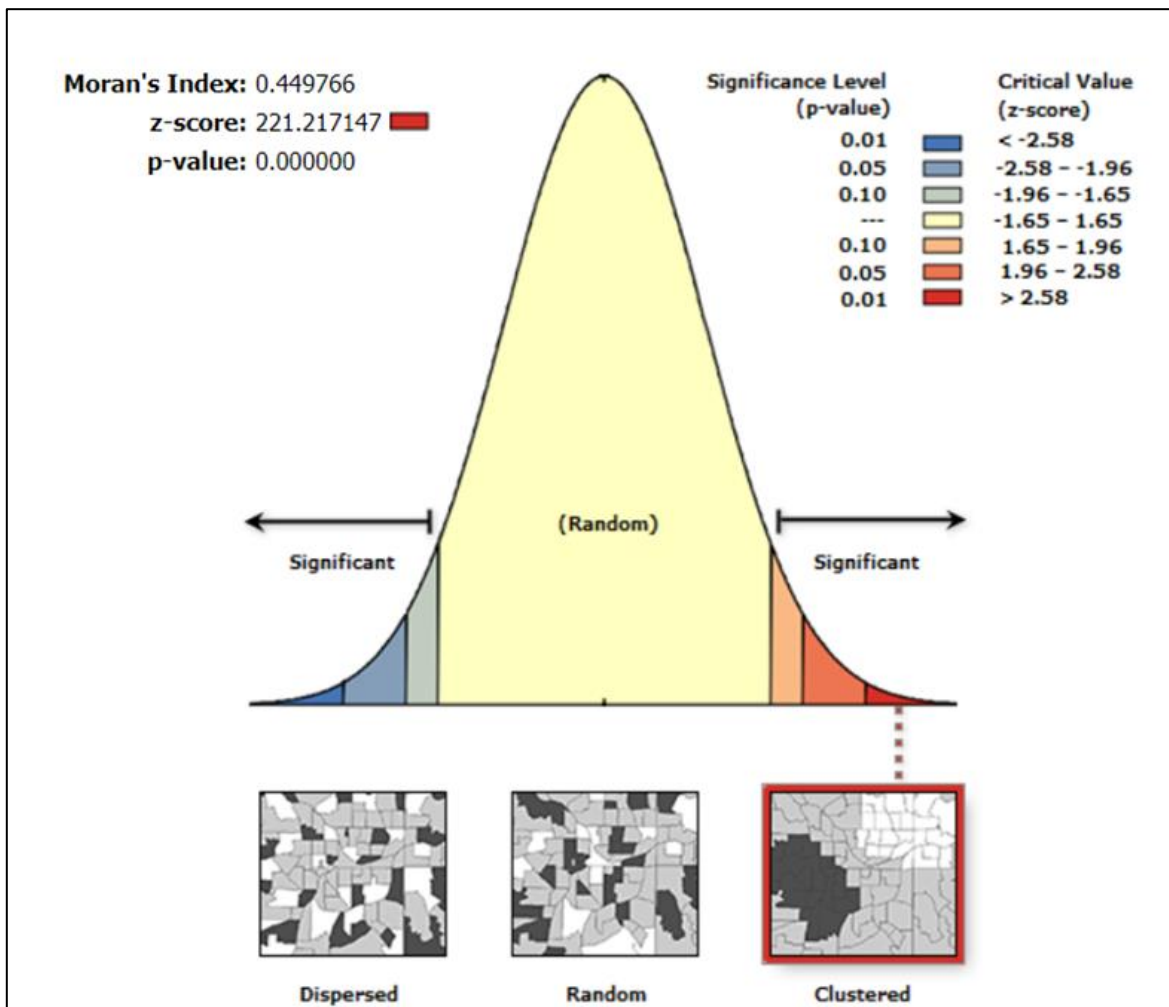 Moran's Index: 0.449766
z-score: 221.217147
p-value: 0.000000
Significance Level
(p-value)
Critical Value
(z-score)
0.01 < -2.58
0.05 -2.58 – -1.96
0.10 -1.96 – -1.65
--- -1.65 – 1.65
0.10 1.65 – 1.96
0.05 1.96 – 2.58
0.01 > 2.58
(Random)
Significant
Significant
Dispersed
Random
Clustered